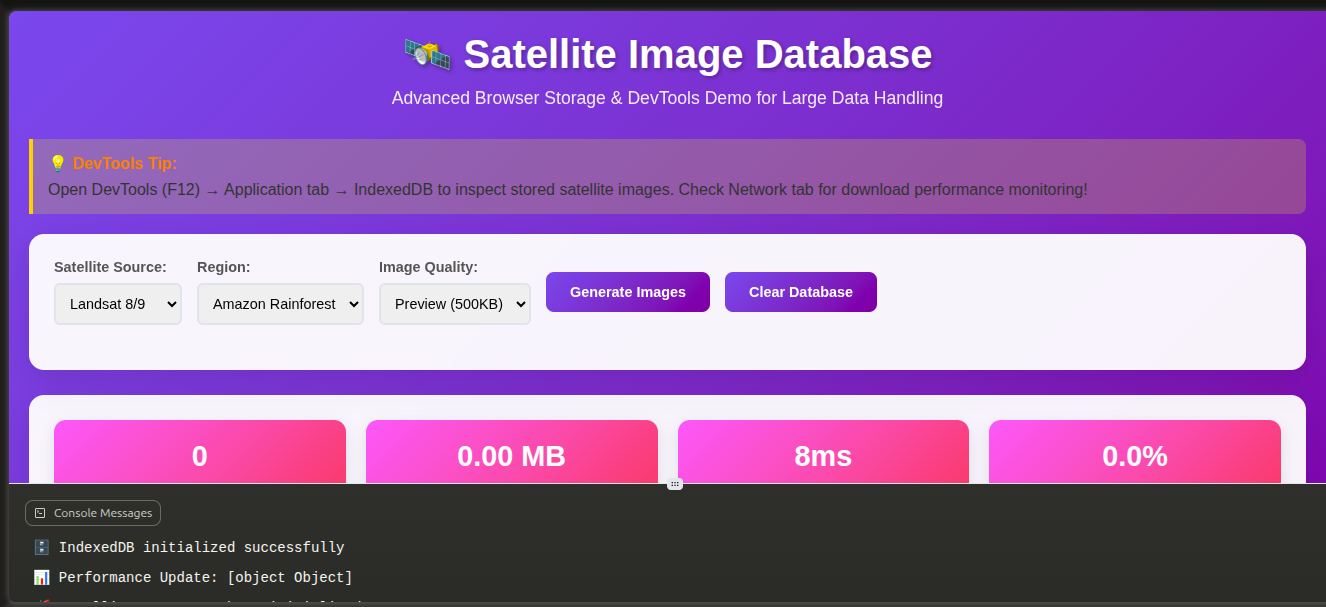 🛰️ Satellite Image Database
Advanced Browser Storage & DevTools Demo for Large Data Handling
💡 DevTools Tip:
Open DevTools (F12) → Application tab → IndexedDB to inspect stored satellite images. Check Network tab for download performance monitoring!
Satellite Source: Region: Image Quality:
Landsat 8/9 Amazon Rainforest Preview (500KB) Generate Images Clear Database
0 0.00 MB 8ms 0.0%
Console Messages
🗄️ IndexedDB initialized successfully
📊 Performance Update: [object Object]